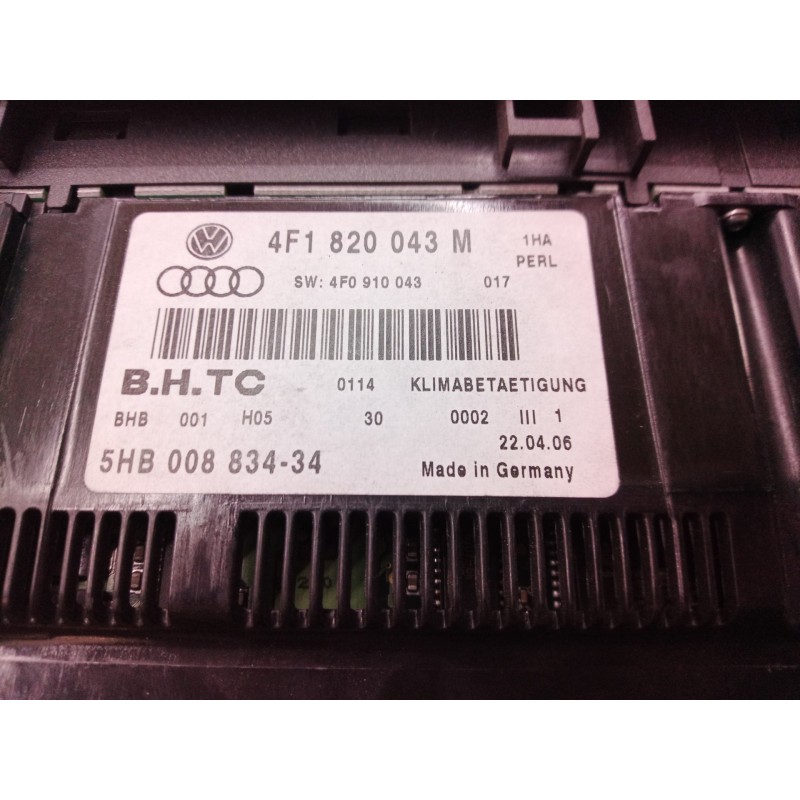 4F1 820 043 M 1HA
PERL
SW: 4F0 910 043 017
B.H.TC 0114 KLIMABETAETIGUNG
BHB 001 H05 30 0002 III 1
22.04.06
5HB 008 834-34 Made in Germany